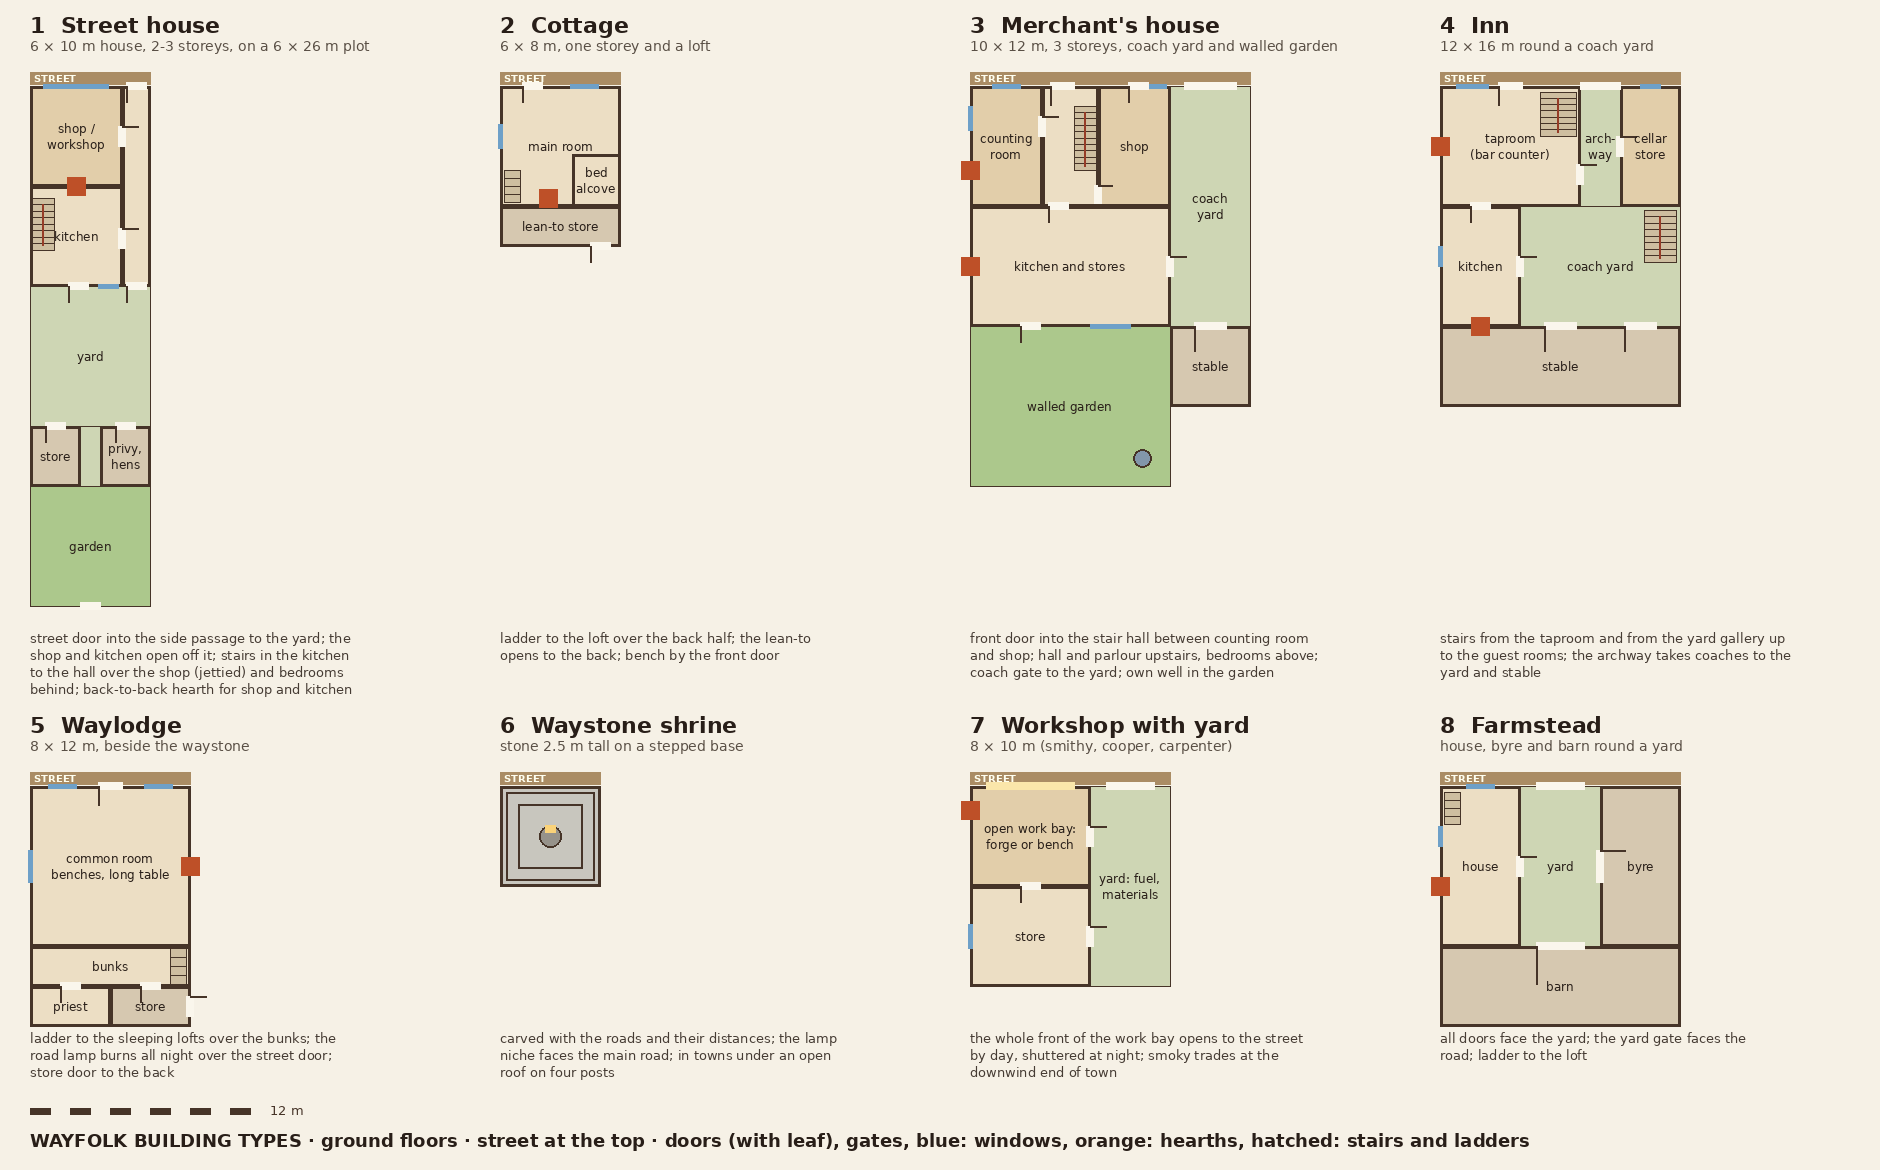 1 Street house
6 × 10 m house, 2-3 storeys, on a 6 × 26 m plot
STREET
shop /
workshop
kitchen
yard
store
privy,
hens
garden
street door into the side passage to the yard; the
shop and kitchen open off it; stairs in the kitchen
to the hall over the shop (jettied) and bedrooms
behind; back-to-back hearth for shop and kitchen
2 Cottage
6 × 8 m, one storey and a loft
STREET
main room
bed
alcove
lean-to store
ladder to the loft over the back half; the lean-to
opens to the back; bench by the front door
3 Merchant's house
10 × 12 m, 3 storeys, coach yard and walled garden
STREET
counting
room
shop
coach
yard
kitchen and stores
stable
walled garden
front door into the stair hall between counting room
and shop; hall and parlour upstairs, bedrooms above;
coach gate to the yard; own well in the garden
4 Inn
12 × 16 m round a coach yard
STREET
taproom
(bar counter)
arch-
way
cellar
store
kitchen
coach yard
stable
stairs from the taproom and from the yard gallery up
to the guest rooms; the archway takes coaches to the
yard and stable
5 Waylodge
8 × 12 m, beside the waystone
STREET
common room
benches, long table
bunks
priest
store
ladder to the sleeping lofts over the bunks; the
road lamp burns all night over the street door;
store door to the back
6 Waystone shrine
stone 2.5 m tall on a stepped base
STREET
carved with the roads and their distances; the lamp
niche faces the main road; in towns under an open
roof on four posts
7 Workshop with yard
8 × 10 m (smithy, cooper, carpenter)
STREET
open work bay:
forge or bench
yard: fuel,
materials
store
the whole front of the work bay opens to the street
by day, shuttered at night; smoky trades at the
downwind end of town
8 Farmstead
house, byre and barn round a yard
STREET
house
yard
byre
barn
all doors face the yard; the yard gate faces the
road; ladder to the loft
12 m
WAYFOLK BUILDING TYPES · ground floors · street at the top · doors (with leaf), gates, blue: windows, orange: hearths, hatched: stairs and ladders